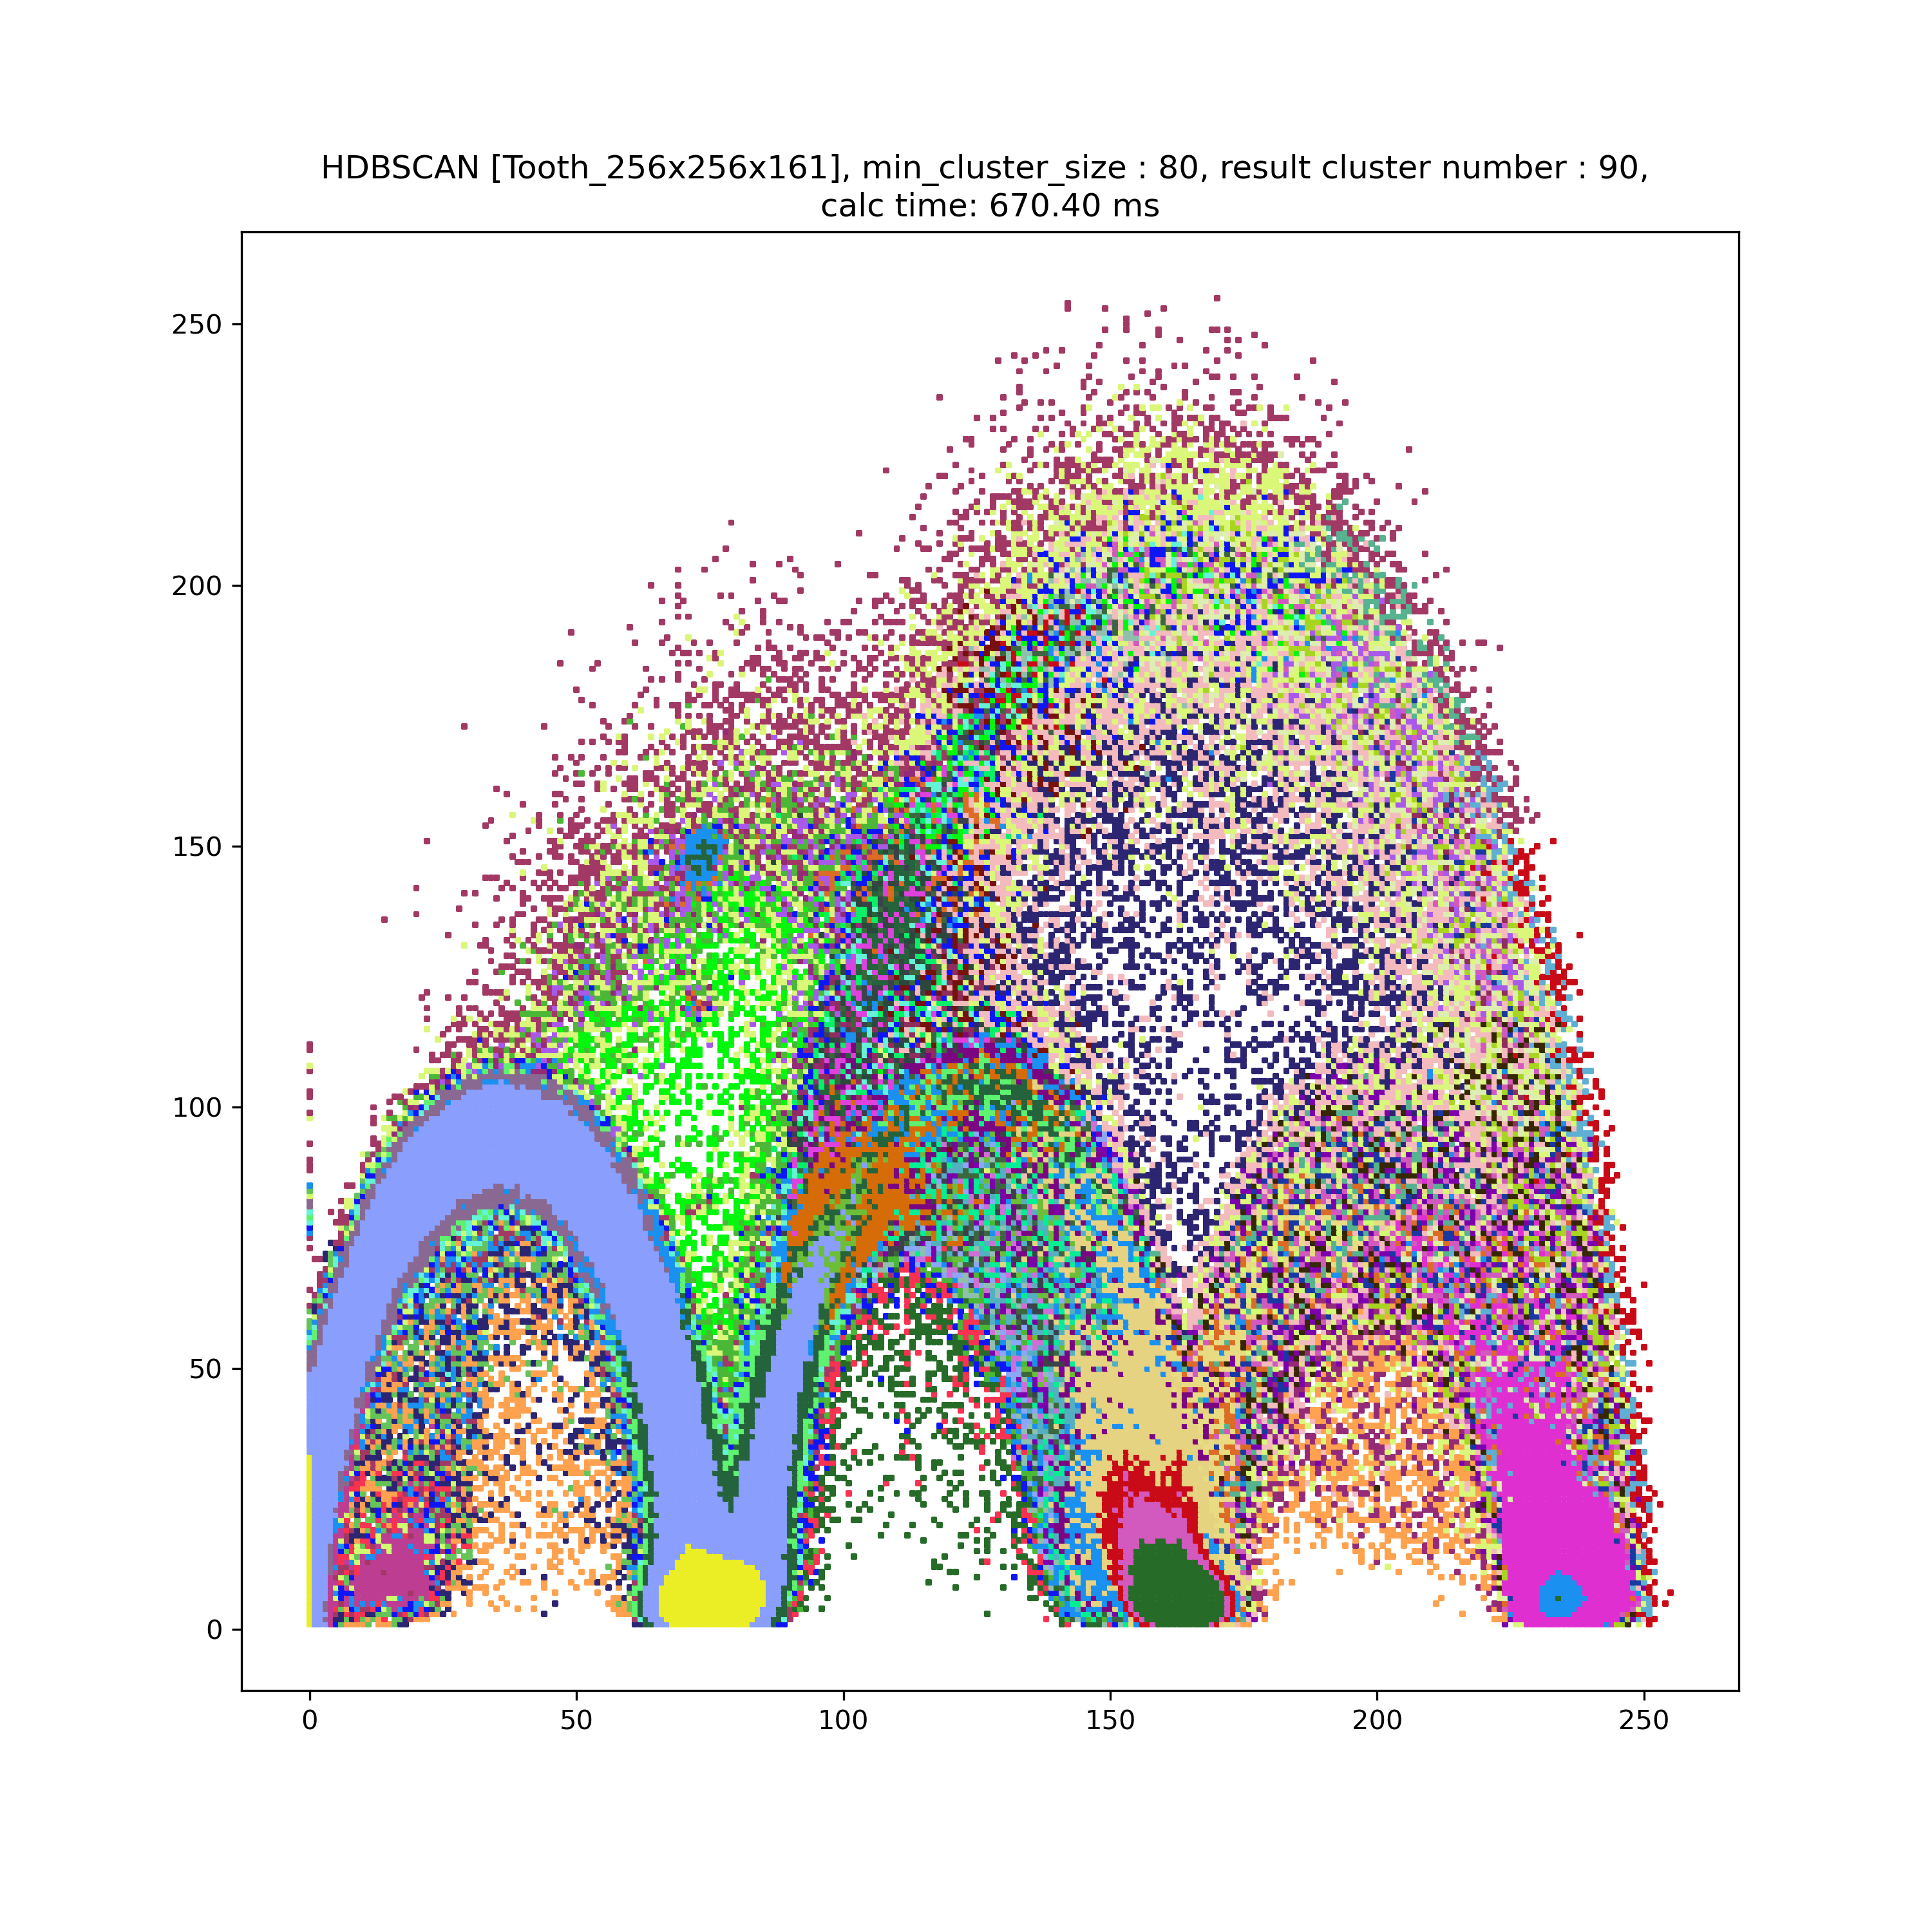 HDBSCAN [Tooth_256x256x161], min_cluster_size : 80, result cluster number : 90,
calc time: 670.40 ms
250
200
150
100
50
0
0 50 100 150 200 250